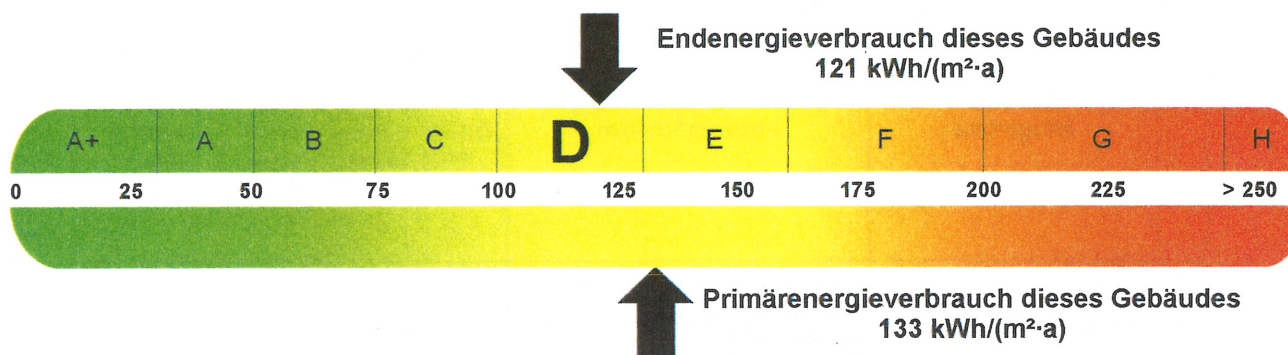 Endenergieverbrauch dieses Gebäudes
121 kWh/(m²·a)
A+ A B C D E F G H
0 25 50 75 100 125 150 175 200 225 > 250
Primärenergieverbrauch dieses Gebäudes
133 kWh/(m²·a)